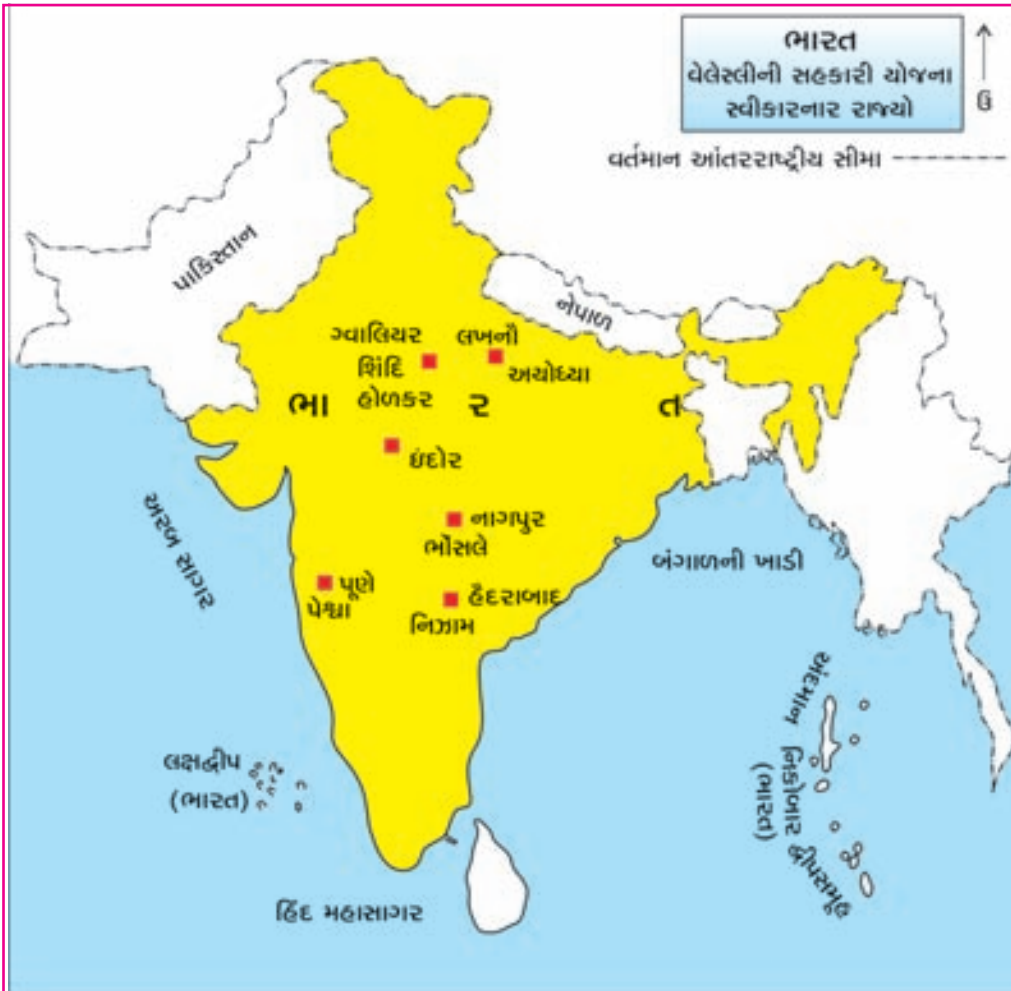 ભારત
વેલેસ્લીની સહકારી યોજના
સ્વીકારનાર રાજ્યો
ઉ
વર્તમાન આંતરરાષ્ટ્રીય સીમા
પાકિસ્તાન
નેપાળ
ગ્વાલિયર
લખનૌ
શિંદિ
અયોધ્યા
હોળકર
ભા ર ત
ઇંદોર
નાગપુર
ભોંસલે
અરબ સાગર
બંગાળની ખાડી
પૂણે
પેશ્વા
હૈદરાબાદ
નિઝામ
લક્ષદ્વીપ
(ભારત)
અંદમાન
નિકોબાર
(ભારત)
દ્વીપસમૂહ
હિંદ મહાસાગર